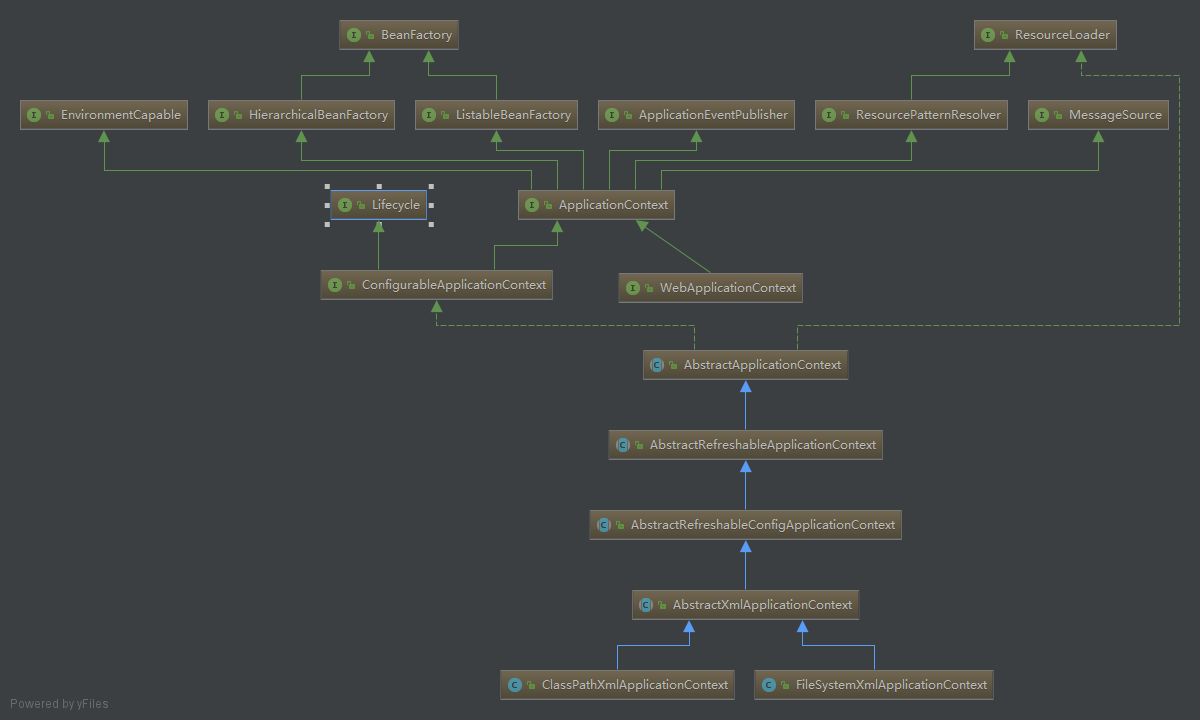 BeanFactory
ResourceLoader
EnvironmentCapable
HierarchicalBeanFactory
ListableBeanFactory
ApplicationEventPublisher
ResourcePatternResolver
MessageSource
Lifecycle
ApplicationContext
ConfigurableApplicationContext
WebApplicationContext
AbstractApplicationContext
AbstractRefreshableApplicationContext
AbstractRefreshableConfigApplicationContext
AbstractXmlApplicationContext
ClassPathXmlApplicationContext
FileSystemXmlApplicationContext
Powered by yFiles